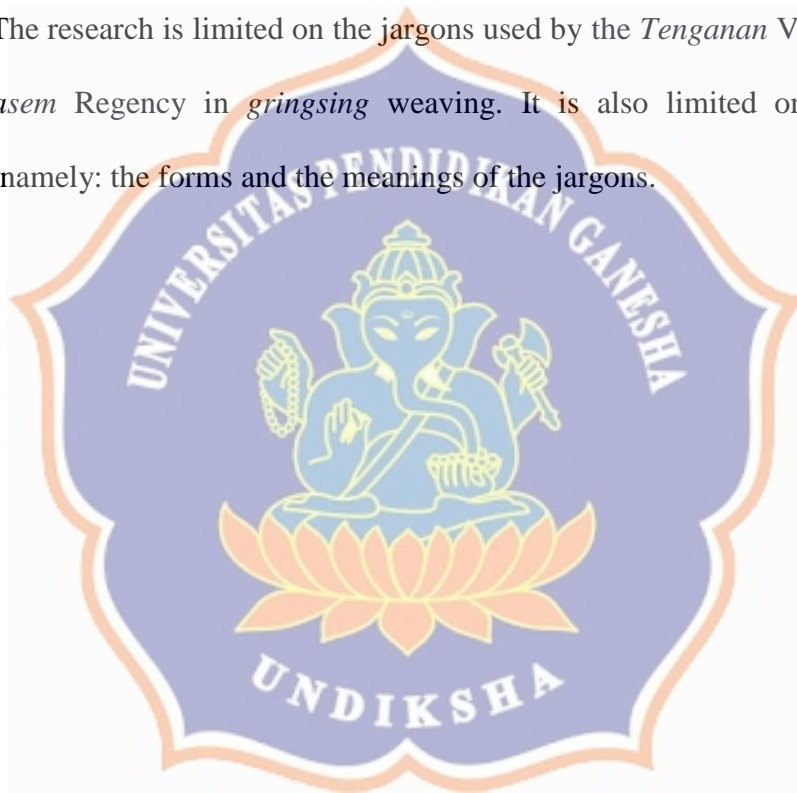 The research is limited on the jargons used by the Tenganan V
asem Regency in gringsing weaving. It is also limited on
namely: the forms and the meanings of the jargons.
UNIVERSITAS PENDIDIKAN GANESHA
UNDIKSHA